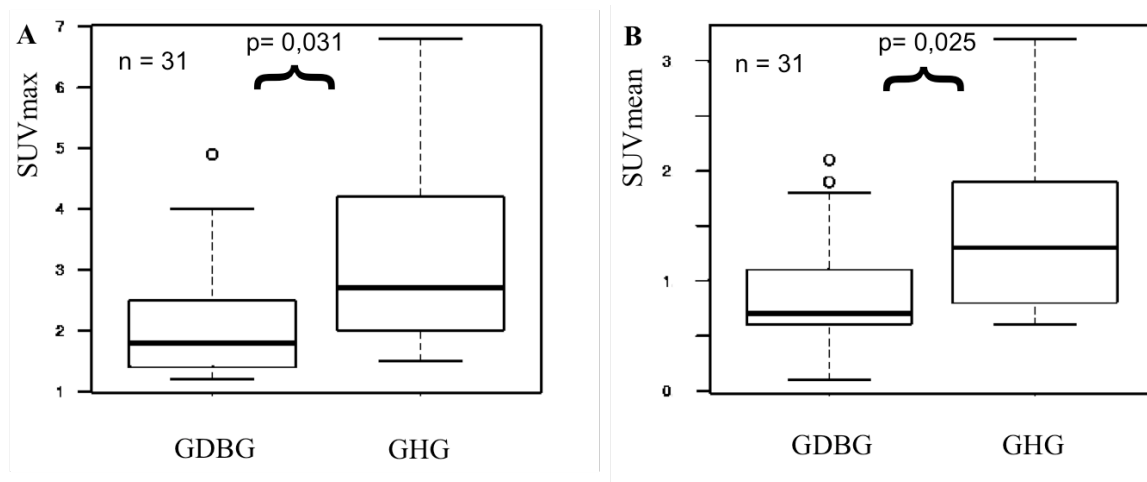 A
p= 0,031
n = 31
SUVmax
7
6
5
4
3
2
1
GDBG
GHG
B
p= 0,025
n = 31
SUVmean
3
2
1
0
GDBG
GHG